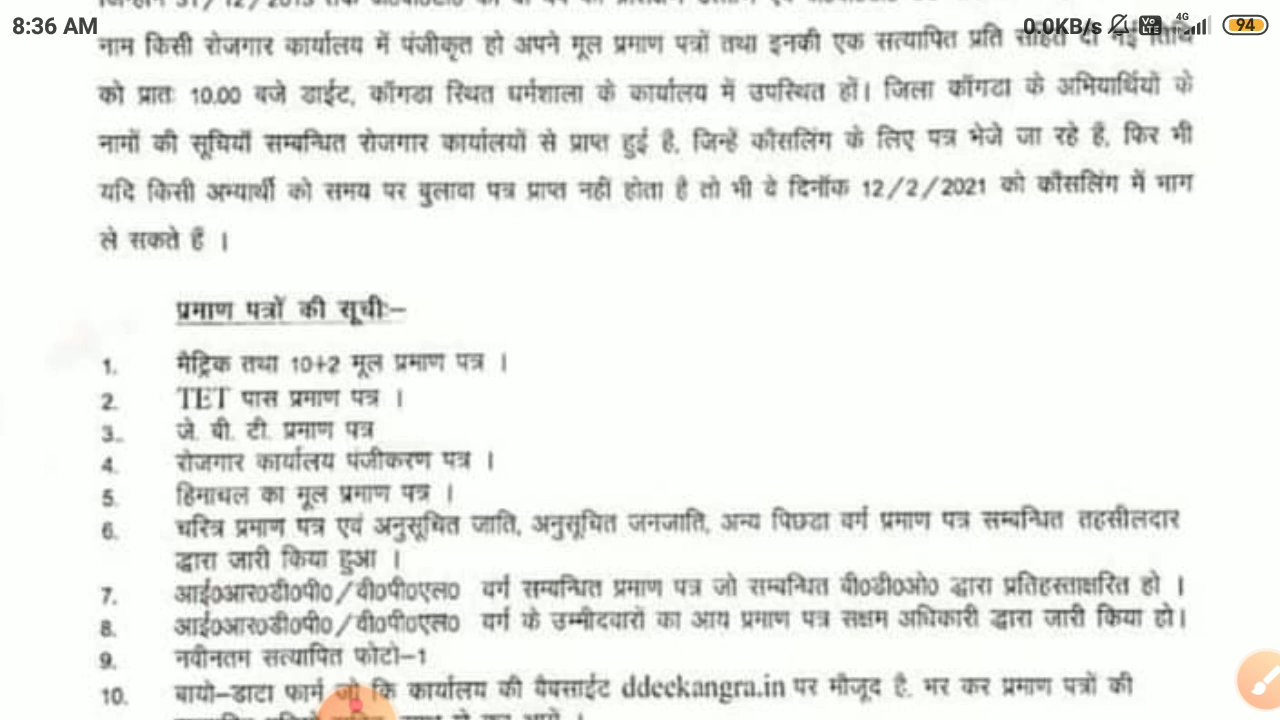 8:36 AM 0.0KB/s Vo LTE 4G 94
नाम किसी रोजगार कार्यालय में पंजीकृत हो अपने मूल प्रमाण पत्रों तथा इनकी एक सत्यापित प्रति सहित दी गई तिथि
को प्रातः 10.00 बजे डाईट, कॉंगडा स्थित धर्मशाला के कार्यालय में उपस्थित हों। जिला कॉंगडा के अभियार्थियों के
नामों की सूचियॉं सम्बन्धित रोजगार कार्यालयों से प्राप्त हुई है, जिन्हें कौंसलिंग के लिए पत्र भेजे जा रहे हैं, फिर भी
यदि किसी अभ्यार्थी को समय पर बुलावा पत्र प्राप्त नहीं होता है तो भी वे दिनॉंक 12/2/2021 को कौंसलिंग में भाग
ले सकते हैं ।
प्रमाण पत्रों की सूचीः–
1. मैट्रिक तथा 10+2 मूल प्रमाण पत्र ।
2. TET पास प्रमाण पत्र ।
3.. जे. बी. टी. प्रमाण पत्र
4. रोजगार कार्यालय पंजीकरण पत्र ।
5. हिमाचल का मूल प्रमाण पत्र ।
6. चरित्र प्रमाण पत्र एवं अनुसूचित जाति, अनुसूचित जनजाति, अन्य पिछडा वर्ग प्रमाण पत्र सम्बन्धित तहसीलदार
द्वारा जारी किया हुआ ।
7. आई०आर०डी०पी०/बी०पी०एल० वर्ग सम्बन्धित प्रमाण पत्र जो सम्बन्धित बी०डी०ओ० द्वारा प्रतिहस्ताक्षरित हो ।
8. आई०आर०डी०पी०/बी०पी०एल० वर्ग के उम्मीदवारों का आय प्रमाण पत्र सक्षम अधिकारी द्वारा जारी किया हो।
9. नवीनतम सत्यापित फोटो–1
10. बायो–डाटा फार्म जो कि कार्यालय की वैबसाईट ddeekangra.in पर मौजूद है, भर कर प्रमाण पत्रों की